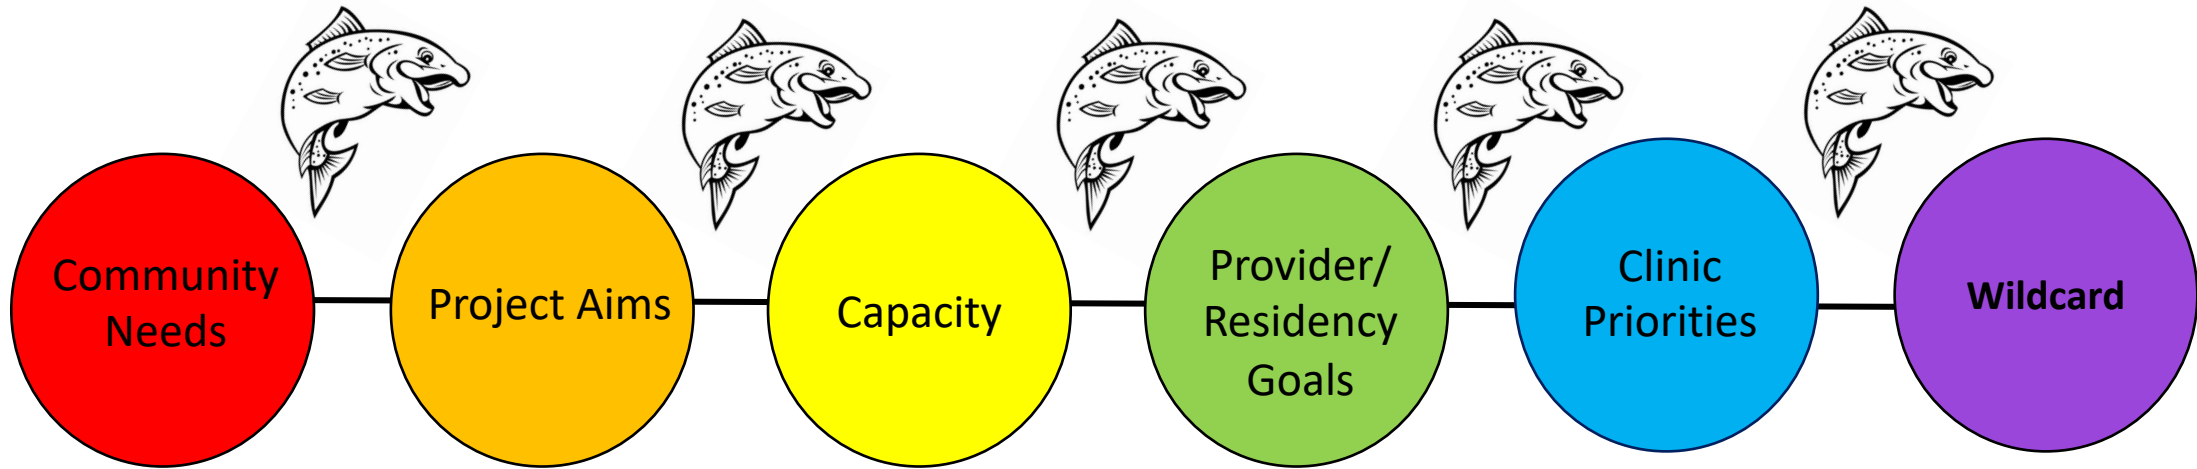 Community
Needs
Project Aims
Capacity
Provider/
Residency
Goals
Clinic
Priorities
Wildcard